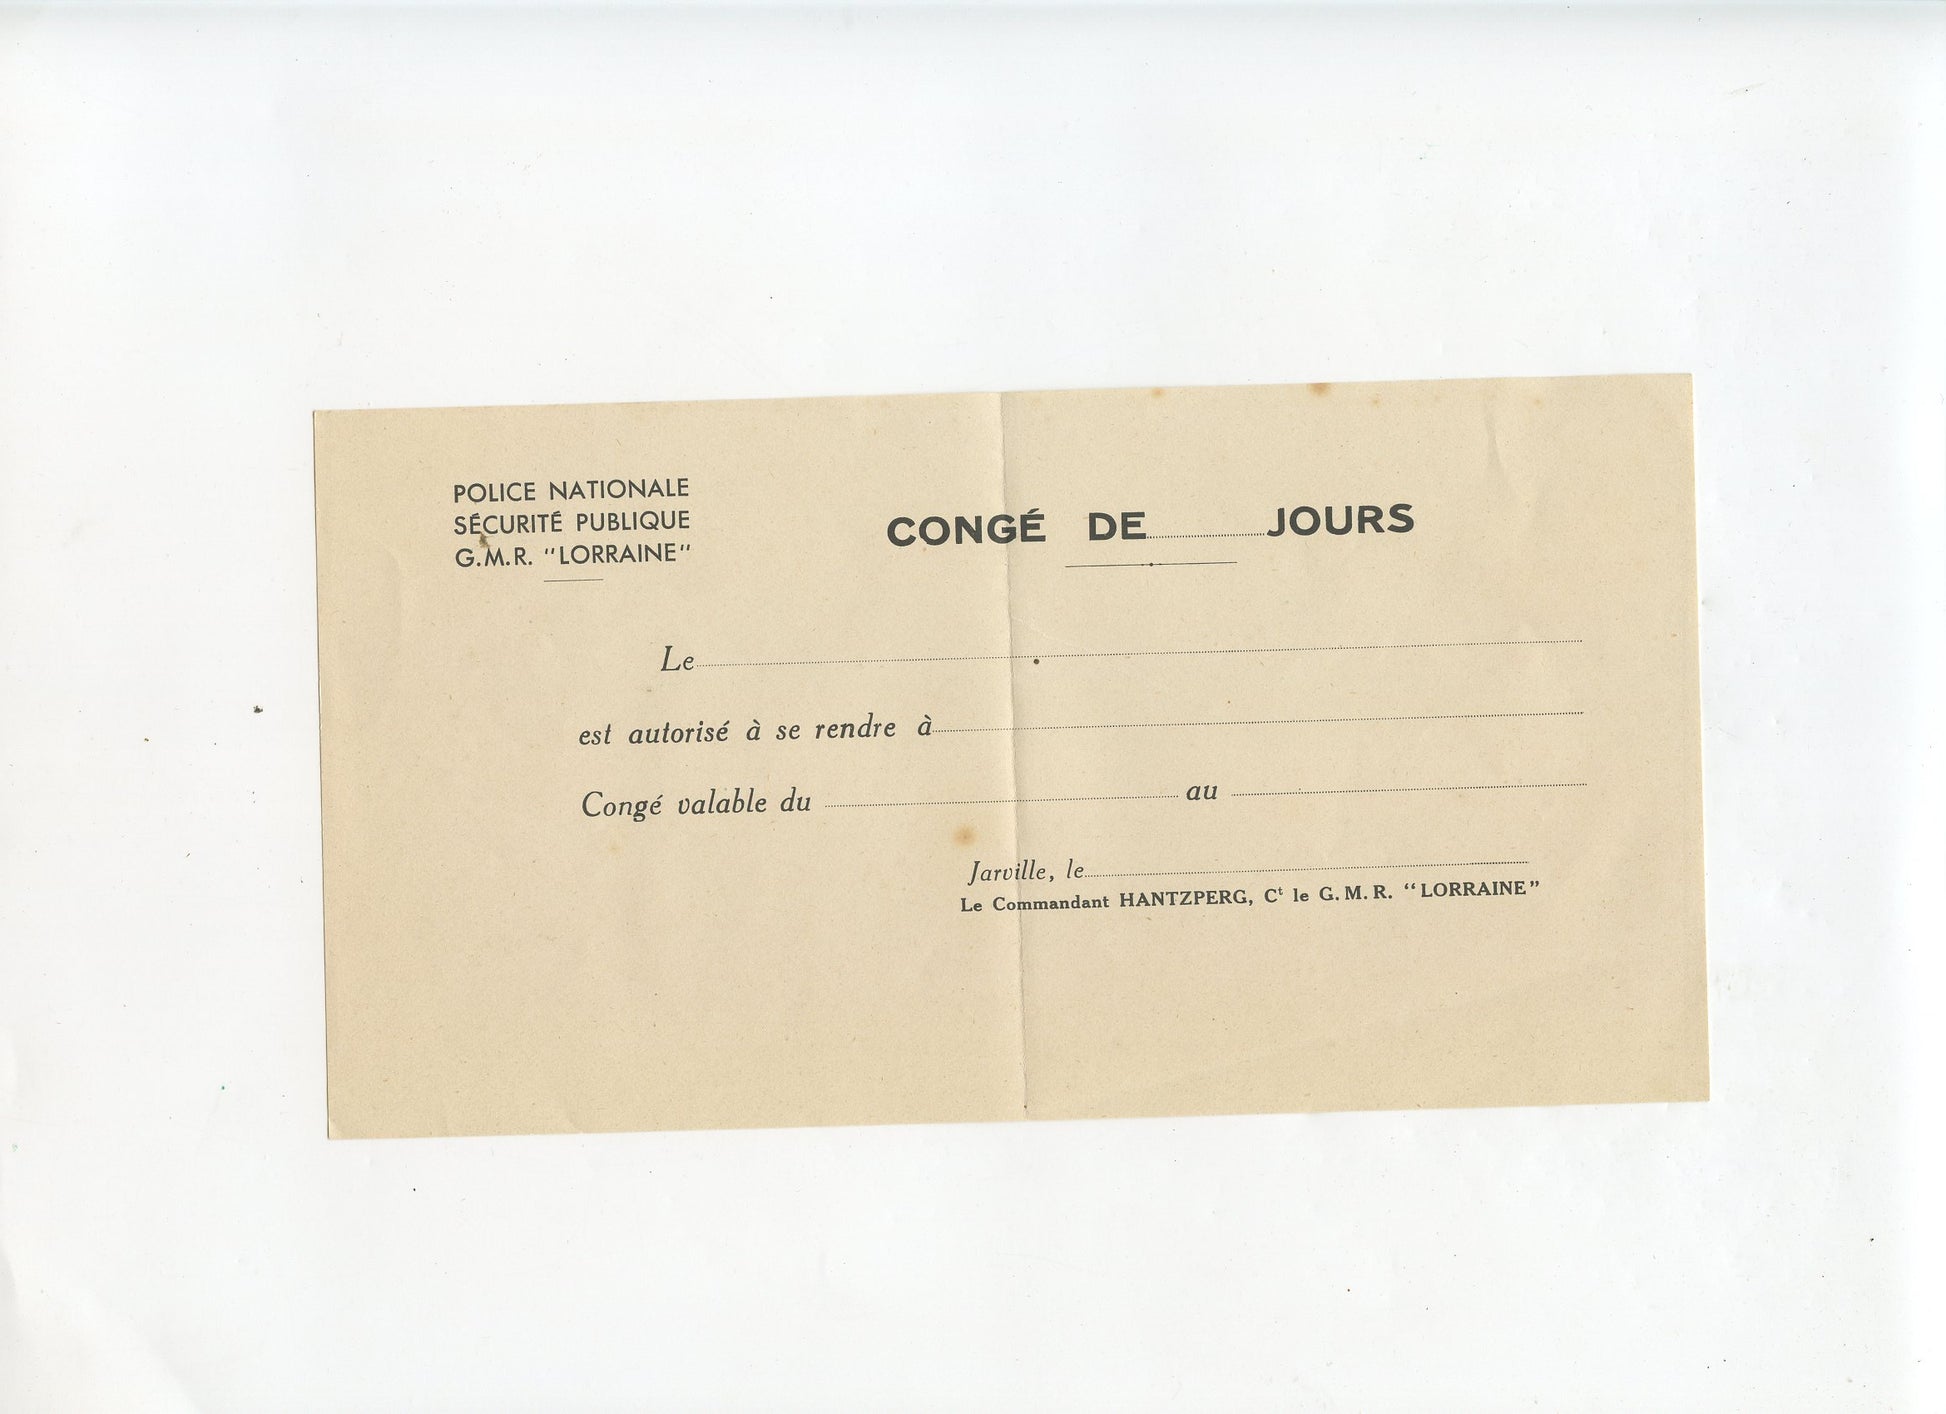 POLICE NATIONALE
SÉCURITÉ PUBLIQUE
G.M.R. "LORRAINE"
CONGÉ DE JOURS
Le
est autorisé à se rendre à
Congé valable du au
Jarville, le
Le Commandant HANTZPERG, Ct le G.M.R. "LORRAINE"